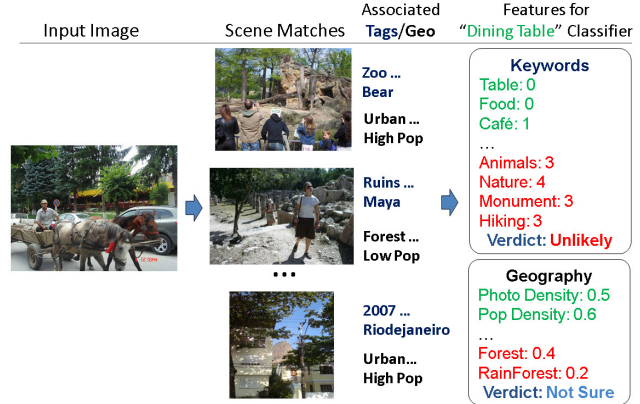 Input Image
Scene Matches
Associated
Tags/Geo
Features for
“Dining Table” Classifier
Zoo ...
Bear
Urban ...
High Pop
Ruins ...
Maya
Forest ...
Low Pop
...
2007 ...
Riodejaneiro
Urban...
High Pop
Keywords
Table: 0
Food: 0
Café: 1
...
Animals: 3
Nature: 4
Monument: 3
Hiking: 3
Verdict: Unlikely
Geography
Photo Density: 0.5
Pop Density: 0.6
...
Forest: 0.4
RainForest: 0.2
Verdict: Not Sure